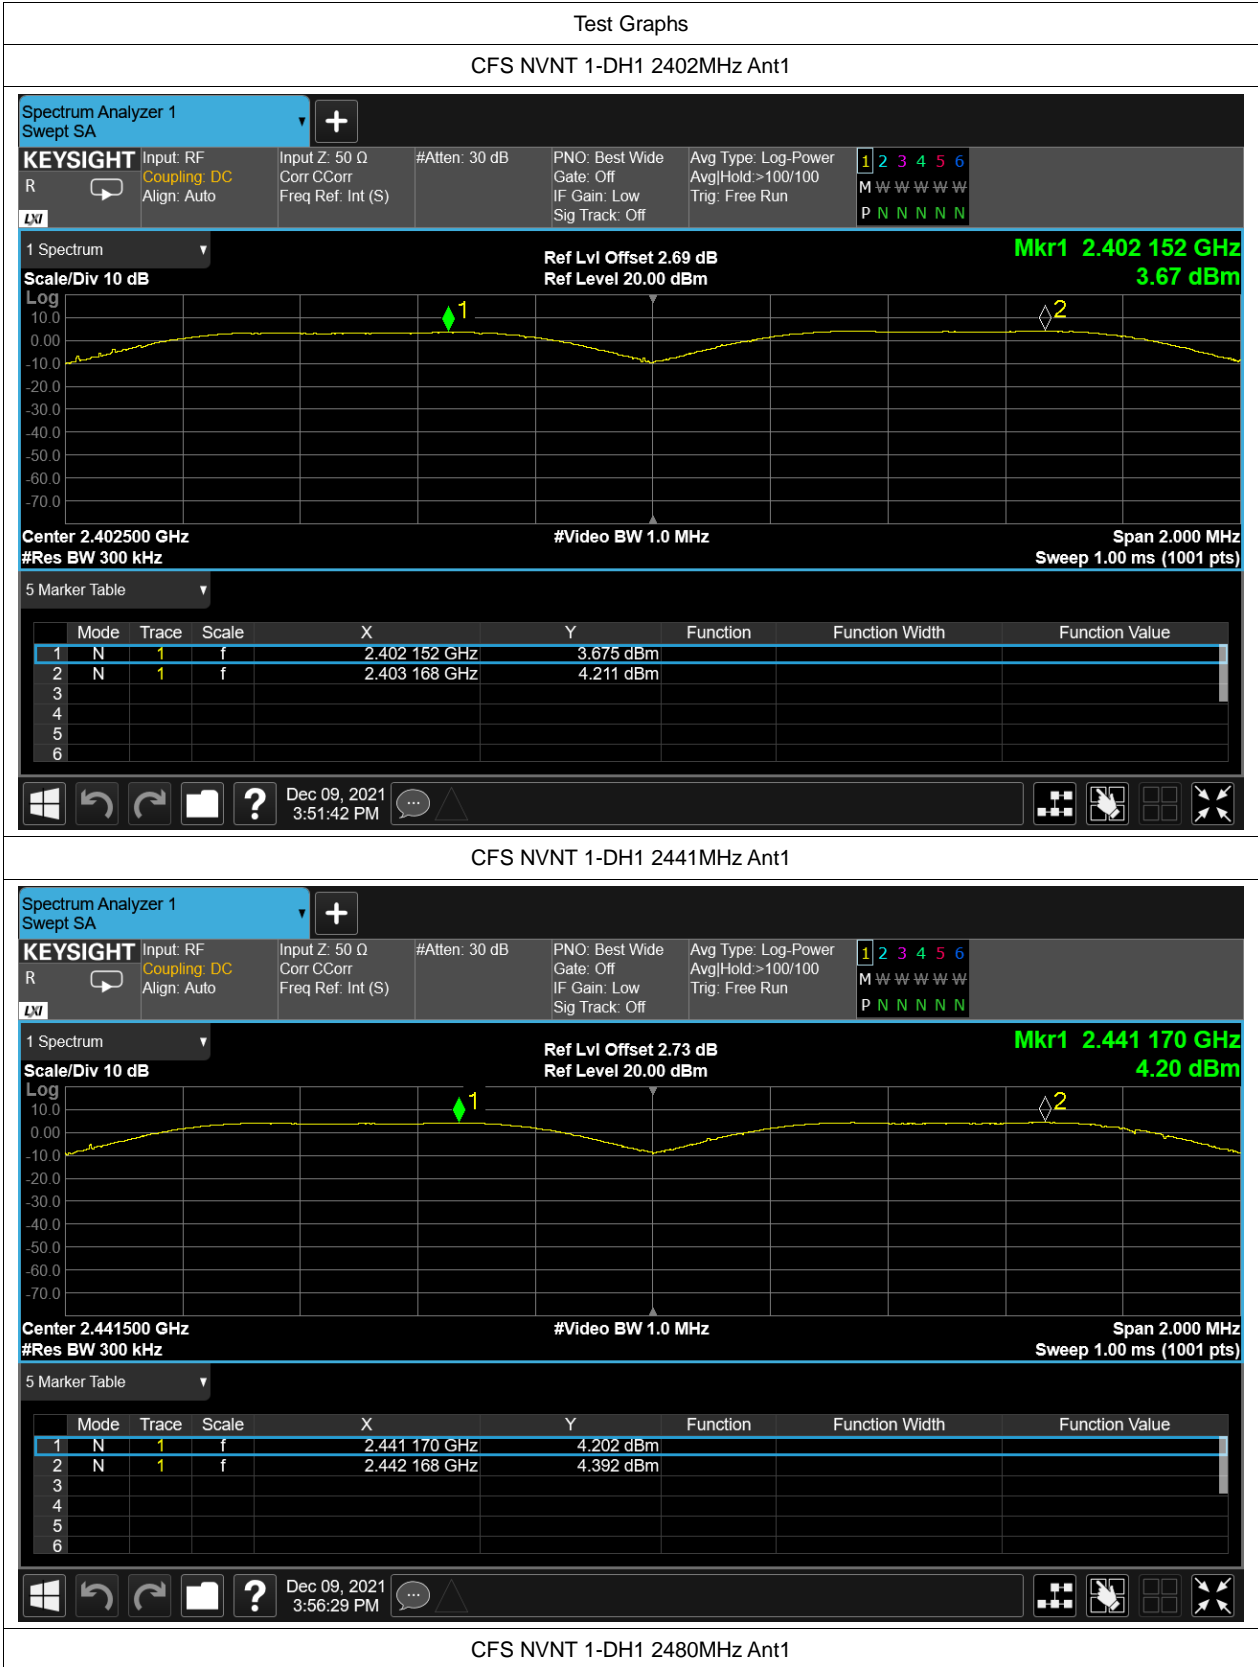 Test Graphs
CFS NVNT 1-DH1 2402MHz Ant1
Spectrum Analyzer 1
Swept SA
KEYSIGHT Input: RF Input Z: 50 Ω #Atten: 30 dB PNO: Best Wide Avg Type: Log-Power 1 2 3 4 5 6
R Coupling: DC Corr CCorr Gate: Off Avg|Hold:>100/100 M W W W W W
Align: Auto Freq Ref: Int (S) IF Gain: Low Trig: Free Run
LXI Sig Track: Off P N N N N N
1 Spectrum Ref Lvl Offset 2.69 dB Mkr1 2.402 152 GHz
Scale/Div 10 dB Ref Level 20.00 dBm 3.67 dBm
Log
1 2
10.0
0.00
-10.0
-20.0
-30.0
-40.0
-50.0
-60.0
-70.0
Center 2.402500 GHz #Video BW 1.0 MHz Span 2.000 MHz
#Res BW 300 kHz Sweep 1.00 ms (1001 pts)
5 Marker Table
Mode Trace Scale X Y Function Function Width Function Value
1 N 1 f 2.402 152 GHz 3.675 dBm
2 N 1 f 2.403 168 GHz 4.211 dBm
3
4
5
6
? Dec 09, 2021
3:51:42 PM
CFS NVNT 1-DH1 2441MHz Ant1
Spectrum Analyzer 1
Swept SA
KEYSIGHT Input: RF Input Z: 50 Ω #Atten: 30 dB PNO: Best Wide Avg Type: Log-Power 1 2 3 4 5 6
R Coupling: DC Corr CCorr Gate: Off Avg|Hold:>100/100 M W W W W W
Align: Auto Freq Ref: Int (S) IF Gain: Low Trig: Free Run
LXI Sig Track: Off P N N N N N
1 Spectrum Ref Lvl Offset 2.73 dB Mkr1 2.441 170 GHz
Scale/Div 10 dB Ref Level 20.00 dBm 4.20 dBm
Log
1 2
10.0
0.00
-10.0
-20.0
-30.0
-40.0
-50.0
-60.0
-70.0
Center 2.441500 GHz #Video BW 1.0 MHz Span 2.000 MHz
#Res BW 300 kHz Sweep 1.00 ms (1001 pts)
5 Marker Table
Mode Trace Scale X Y Function Function Width Function Value
1 N 1 f 2.441 170 GHz 4.202 dBm
2 N 1 f 2.442 168 GHz 4.392 dBm
3
4
5
6
? Dec 09, 2021
3:56:29 PM
CFS NVNT 1-DH1 2480MHz Ant1